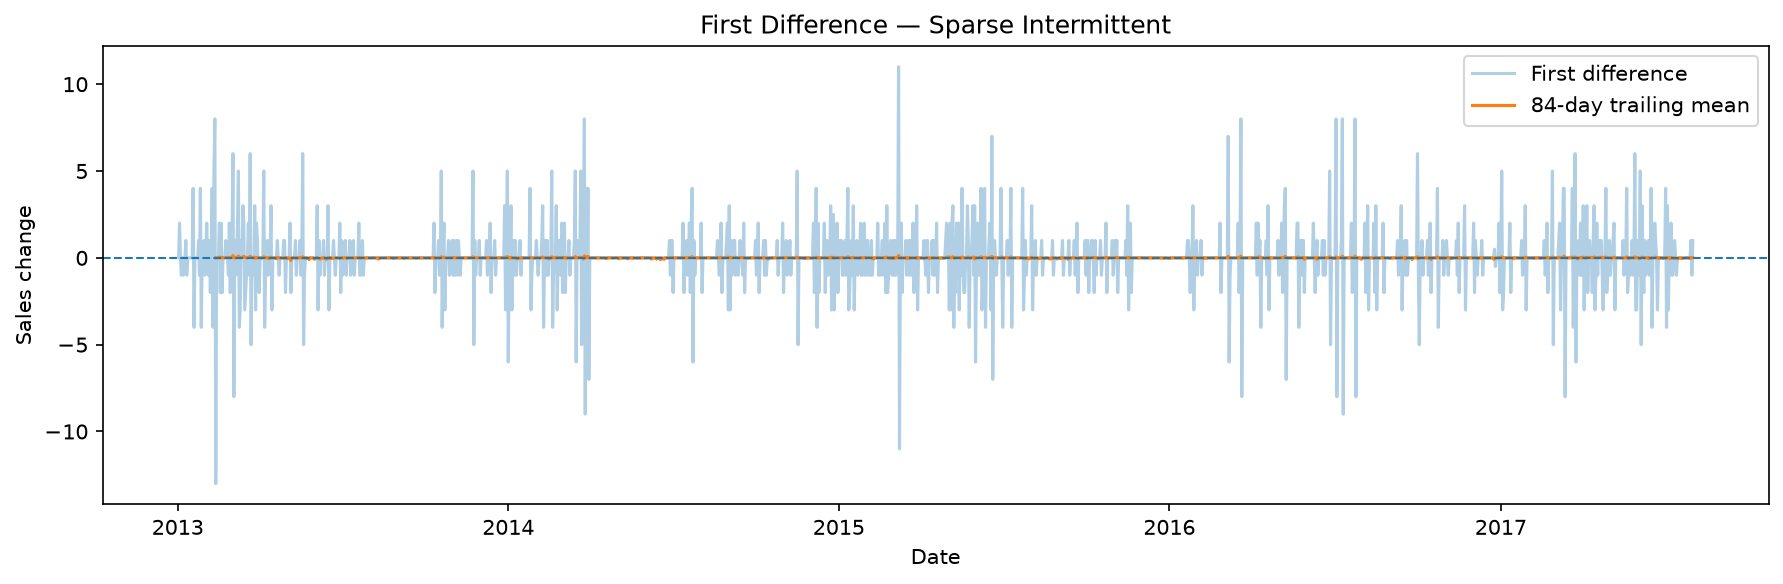 First Difference — Sparse Intermittent
First difference
84-day trailing mean
Sales change
10
5
0
−5
−10
2013
2014
2015
2016
2017
Date